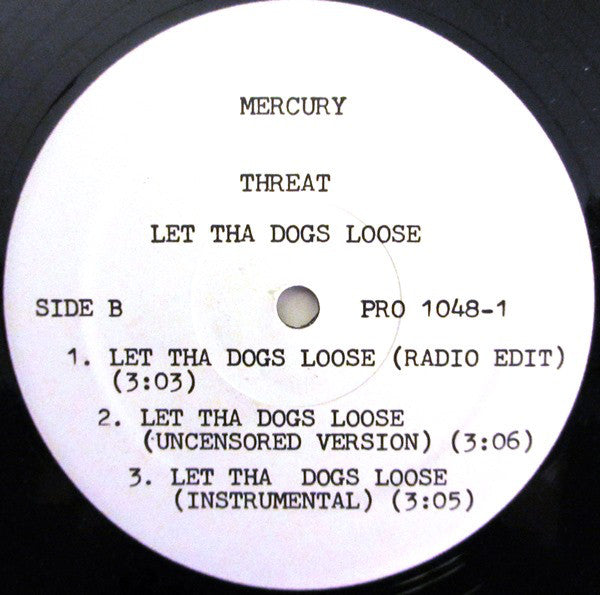 MERCURY
THREAT
LET THA DOGS LOOSE
SIDE B PRO 1048-1
1. LET THA DOGS LOOSE (RADIO EDIT)
(3:03)
2. LET THA DOGS LOOSE
(UNCENSORED VERSION) (3:06)
3. LET THA DOGS LOOSE
(INSTRUMENTAL) (3:05)